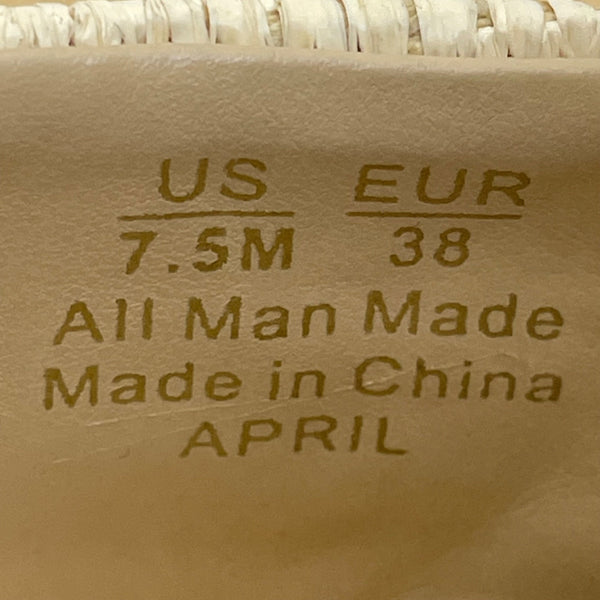 US EUR
7.5M 38
All Man Made
Made in China
APRIL